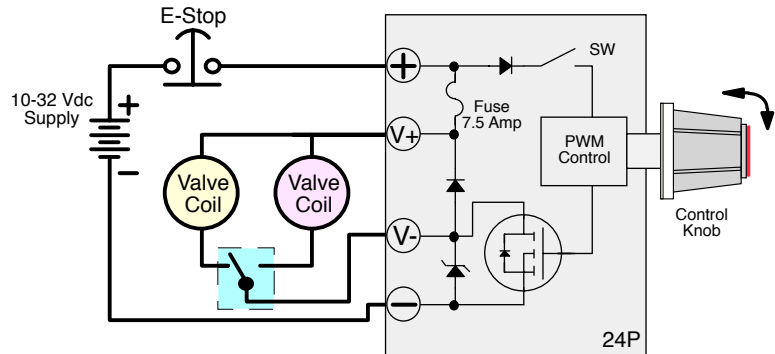 E-Stop
10-32 Vdc
Supply
+
−
Valve
Coil
Valve
Coil
+
V+
V-
−
Fuse
7.5 Amp
SW
PWM
Control
Control
Knob
24P